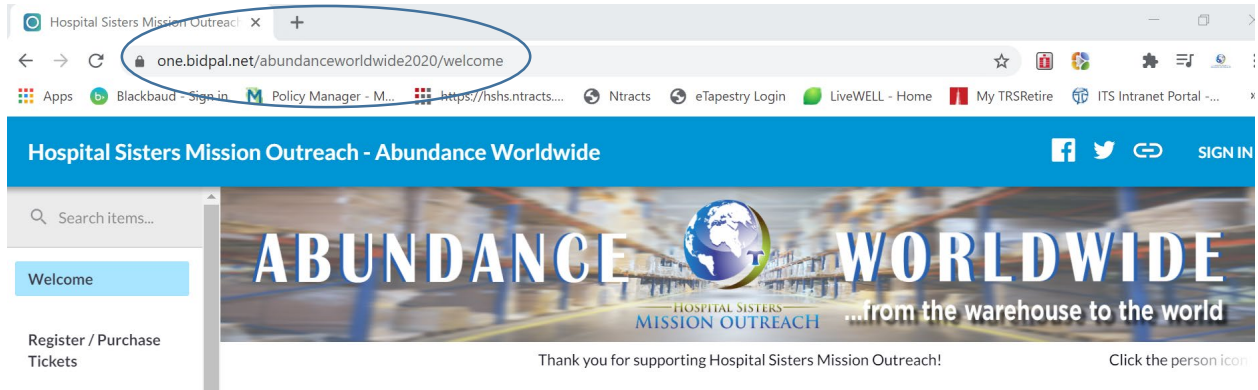 Hospital Sisters Mission Outreach
one.bidpal.net/abundanceworldwide2020/welcome
Apps Blackbaud - Sign in Policy Manager - M... https://hshs.ntracts.... Ntracts eTapestry Login LiveWELL - Home My TRSRetire ITS Intranet Portal -...
Hospital Sisters Mission Outreach - Abundance Worldwide SIGN IN
Search items...
ABUNDANCE WORLDWIDE
HOSPITAL SISTERS
MISSION OUTREACH
...from the warehouse to the world
Welcome
Register / Purchase
Tickets
Thank you for supporting Hospital Sisters Mission Outreach! Click the person icon